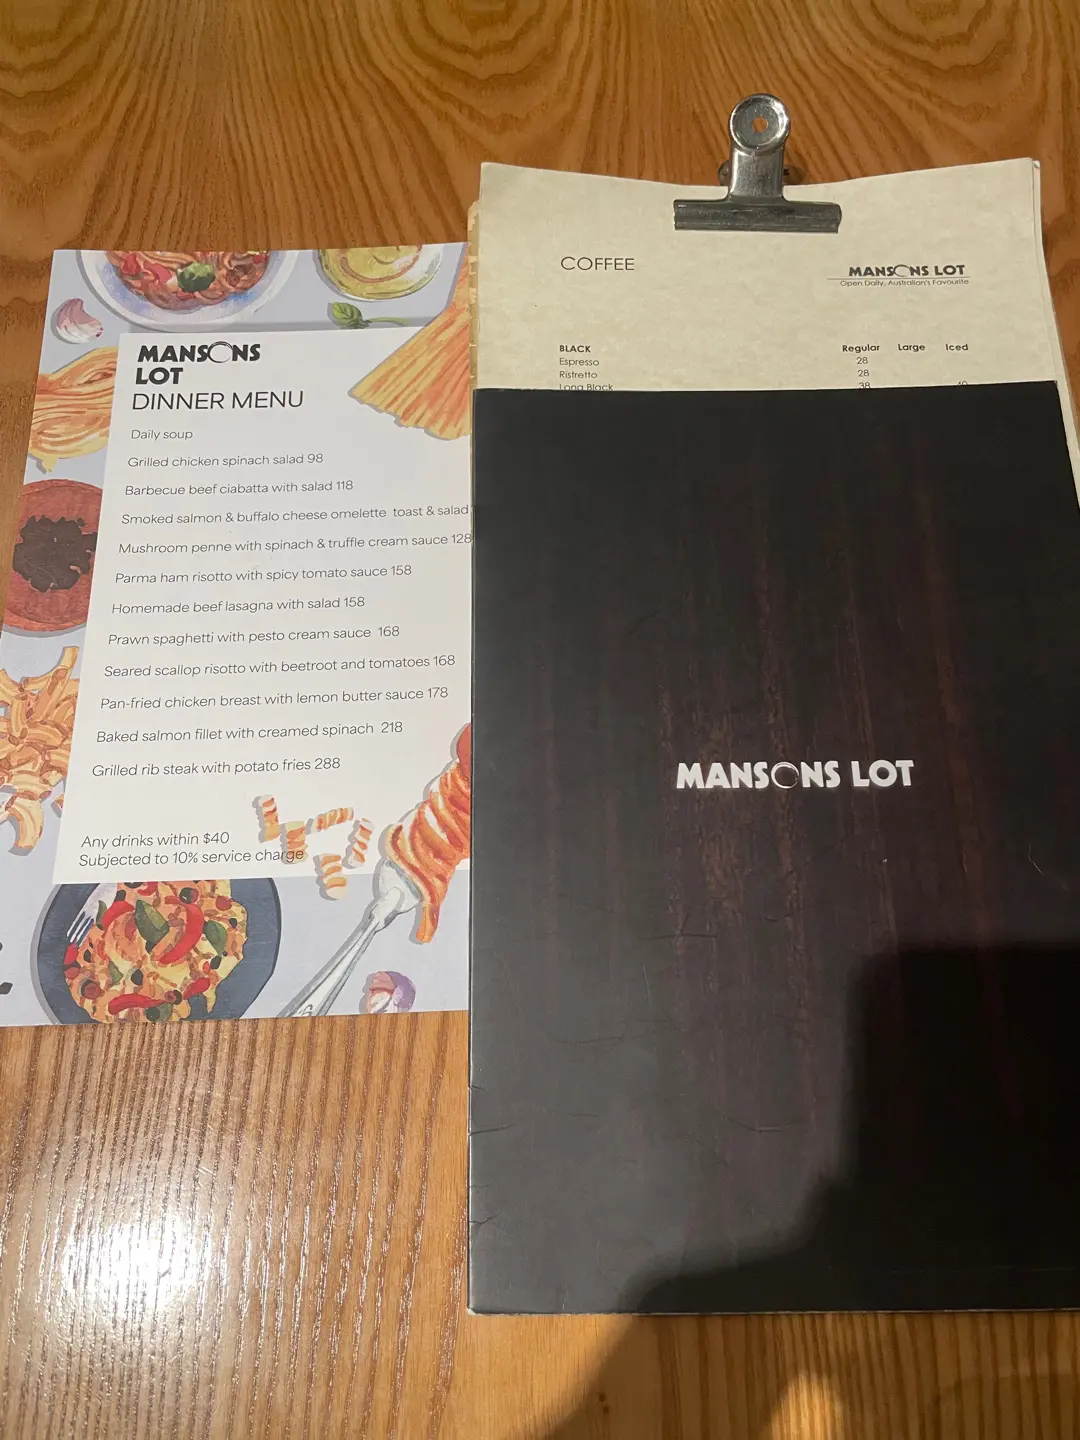 MANSONS
LOT
DINNER MENU
Daily soup
Grilled chicken spinach salad 98
Barbecue beef ciabatta with salad 118
Smoked salmon & buffalo cheese omelette toast & salad
Mushroom penne with spinach & truffle cream sauce 128
Parma ham risotto with spicy tomato sauce 158
Homemade beef lasagna with salad 158
Prawn spaghetti with pesto cream sauce 168
Seared scallop risotto with beetroot and tomatoes 168
Pan-fried chicken breast with lemon butter sauce 178
Baked salmon fillet with creamed spinach 218
Grilled rib steak with potato fries 288
Any drinks within $40
Subjected to 10% service charge
COFFEE
MANSONS LOT
Open Daily, Australian's Favourite
BLACK Regular Large Iced
Espresso 28
Ristretto 28
Long Black 38
MANSONS LOT